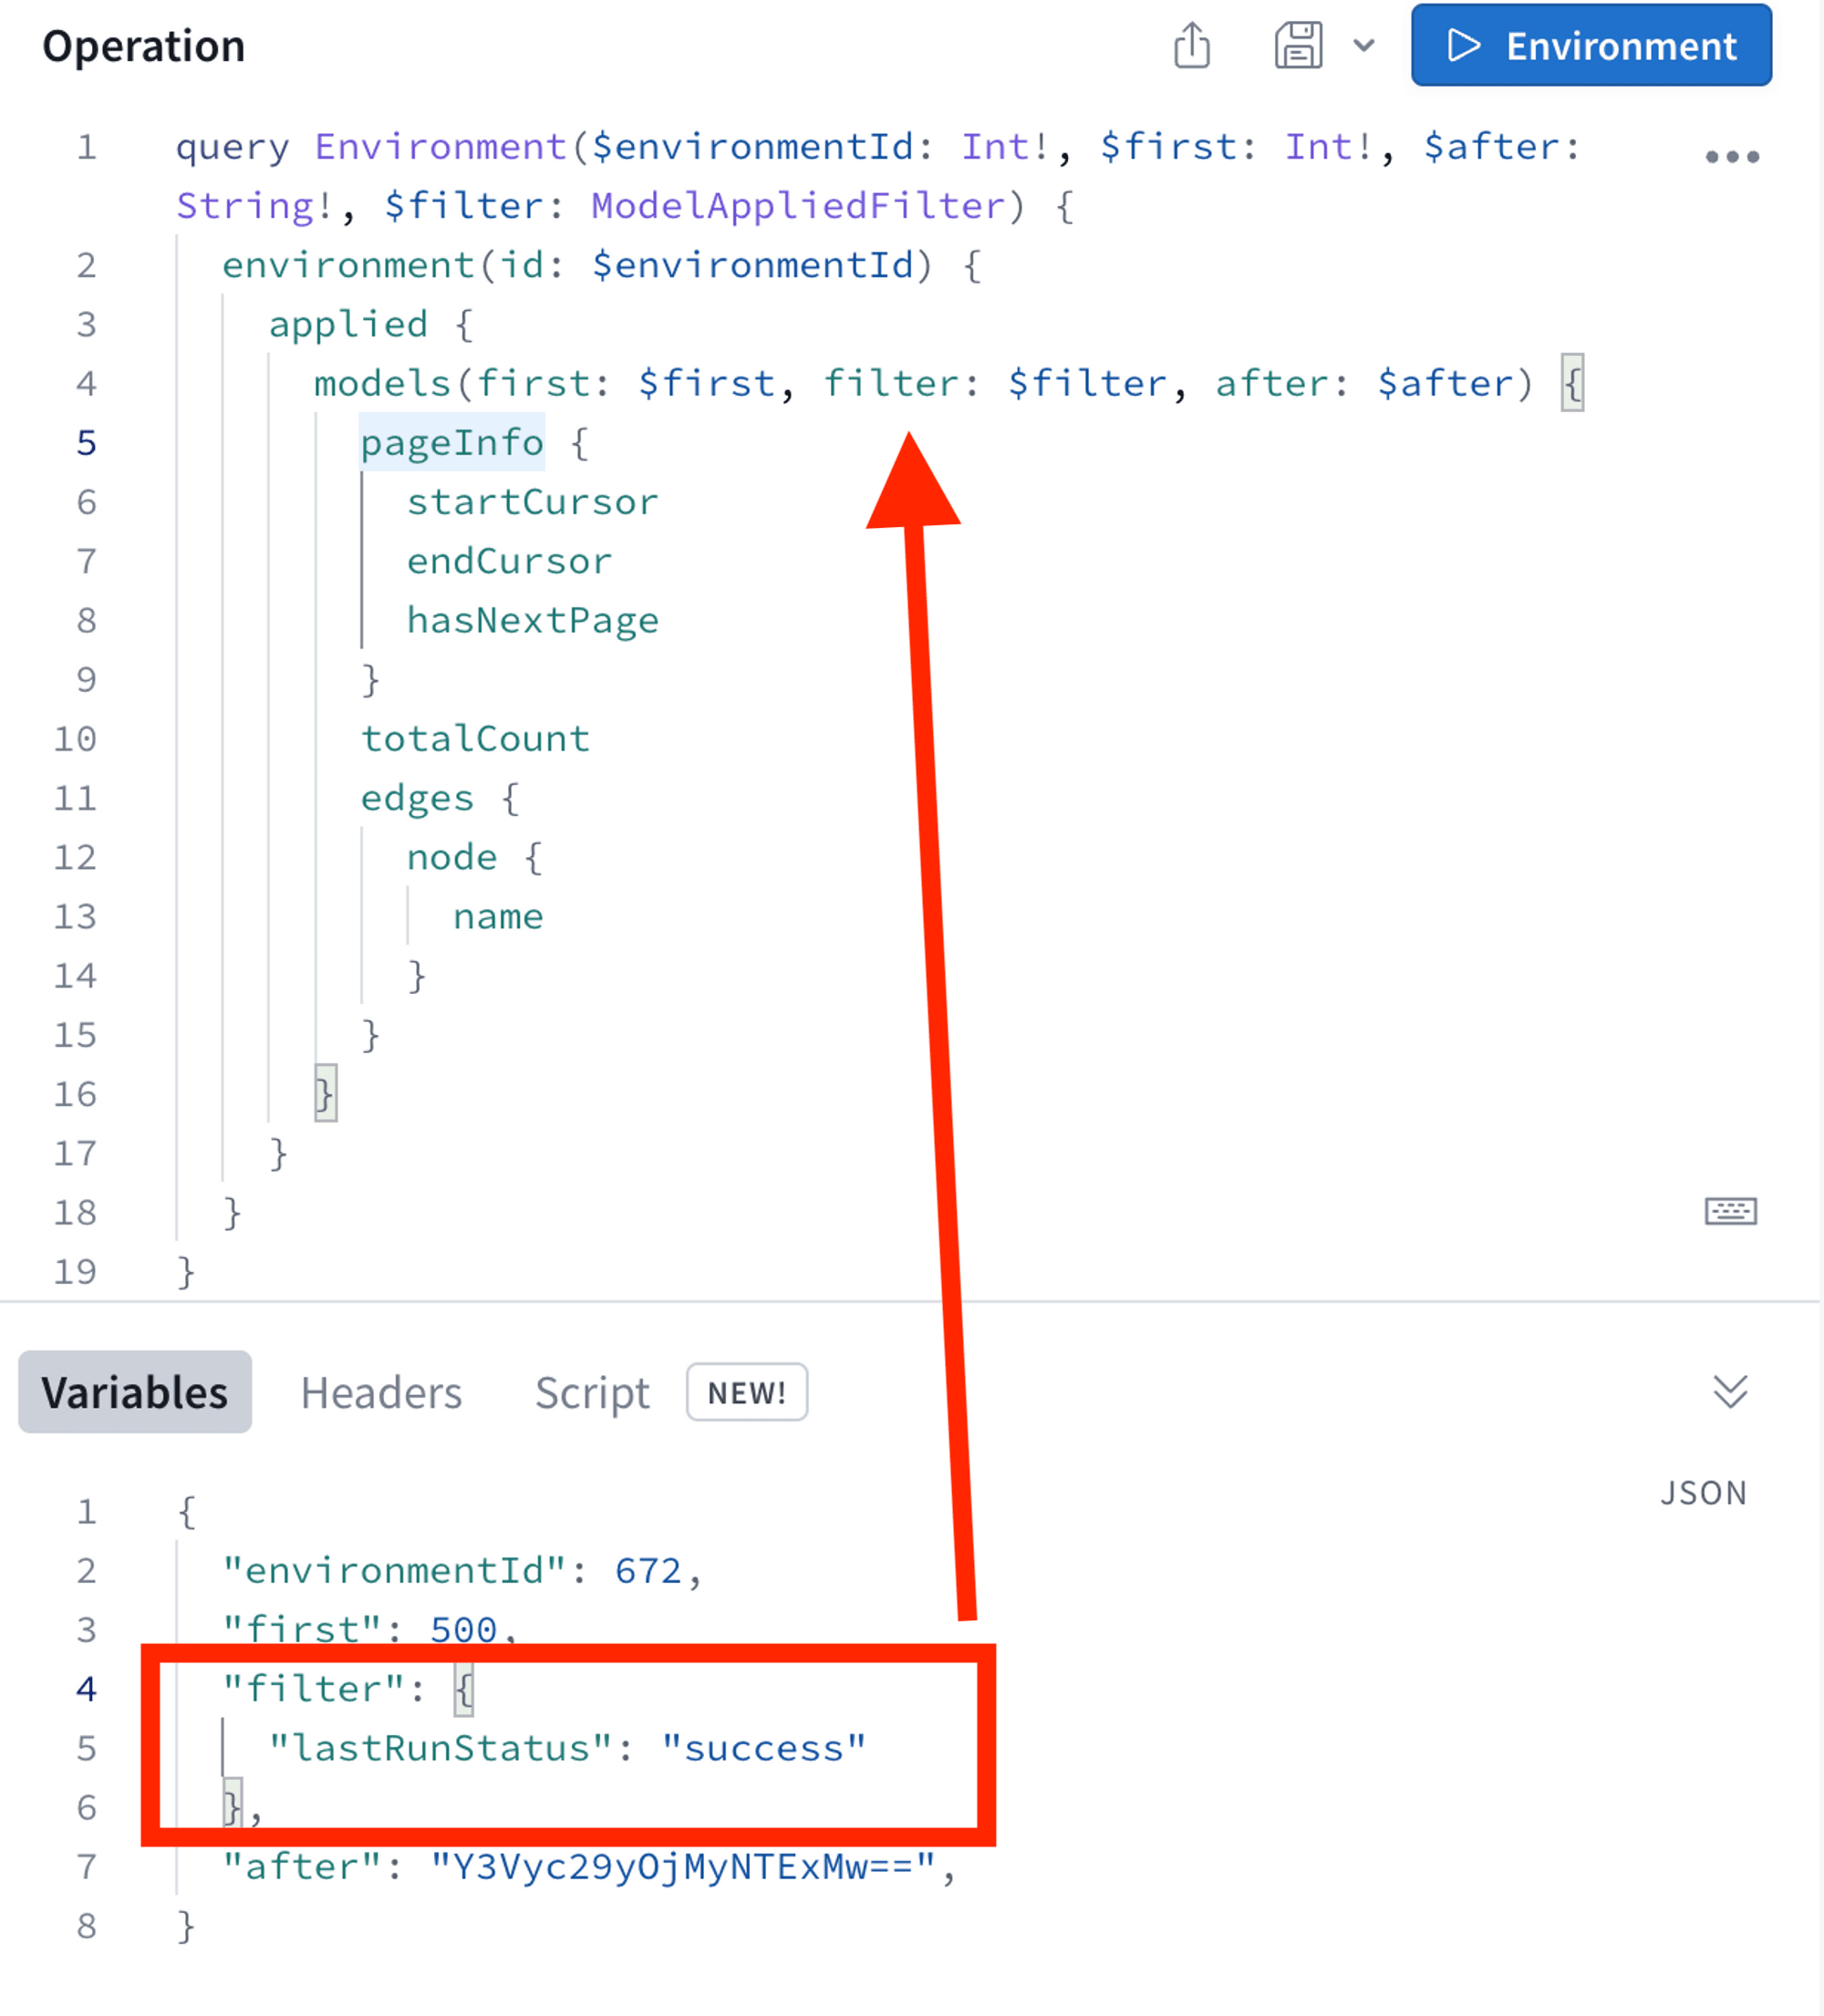 Operation
Environment
1 query Environment($environmentId: Int!, $first: Int!, $after:
String!, $filter: ModelAppliedFilter) {
2 environment(id: $environmentId) {
3 applied {
4 models(first: $first, filter: $filter, after: $after) {
5 pageInfo {
6 startCursor
7 endCursor
8 hasNextPage
9 }
10 totalCount
11 edges {
12 node {
13 name
14 }
15 }
16 }
17 }
18 }
19 }
Variables Headers Script NEW!
JSON
1 {
2 "environmentId": 672,
3 "first": 500,
4 "filter": {
5 "lastRunStatus": "success"
6 },
7 "after": "Y3Vyc29yOjMyNTExMw==",
8 }